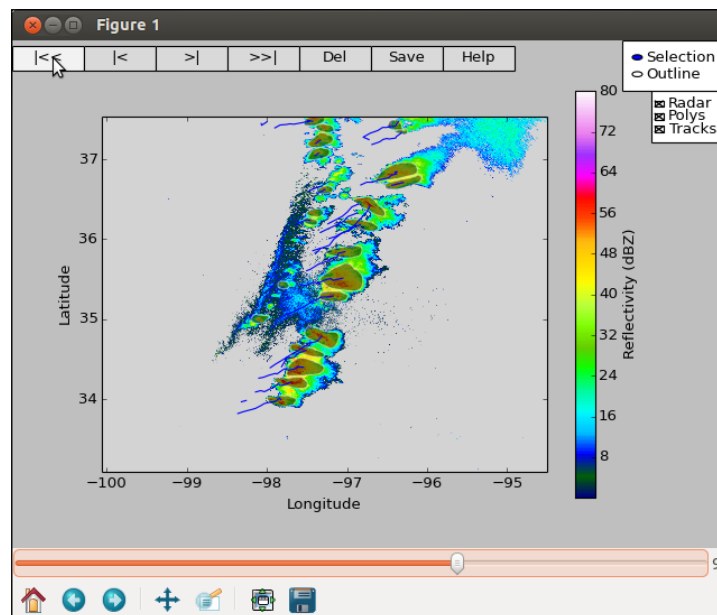 Figure 1
|<< |< >| >>| Del Save Help
Selection
Outline
Radar
Polys
Tracks
80
72
64
56
48
40
32
24
16
8
Reflectivity (dBZ)
37
36
35
34
Latitude
−100 −99 −98 −97 −96 −95
Longitude